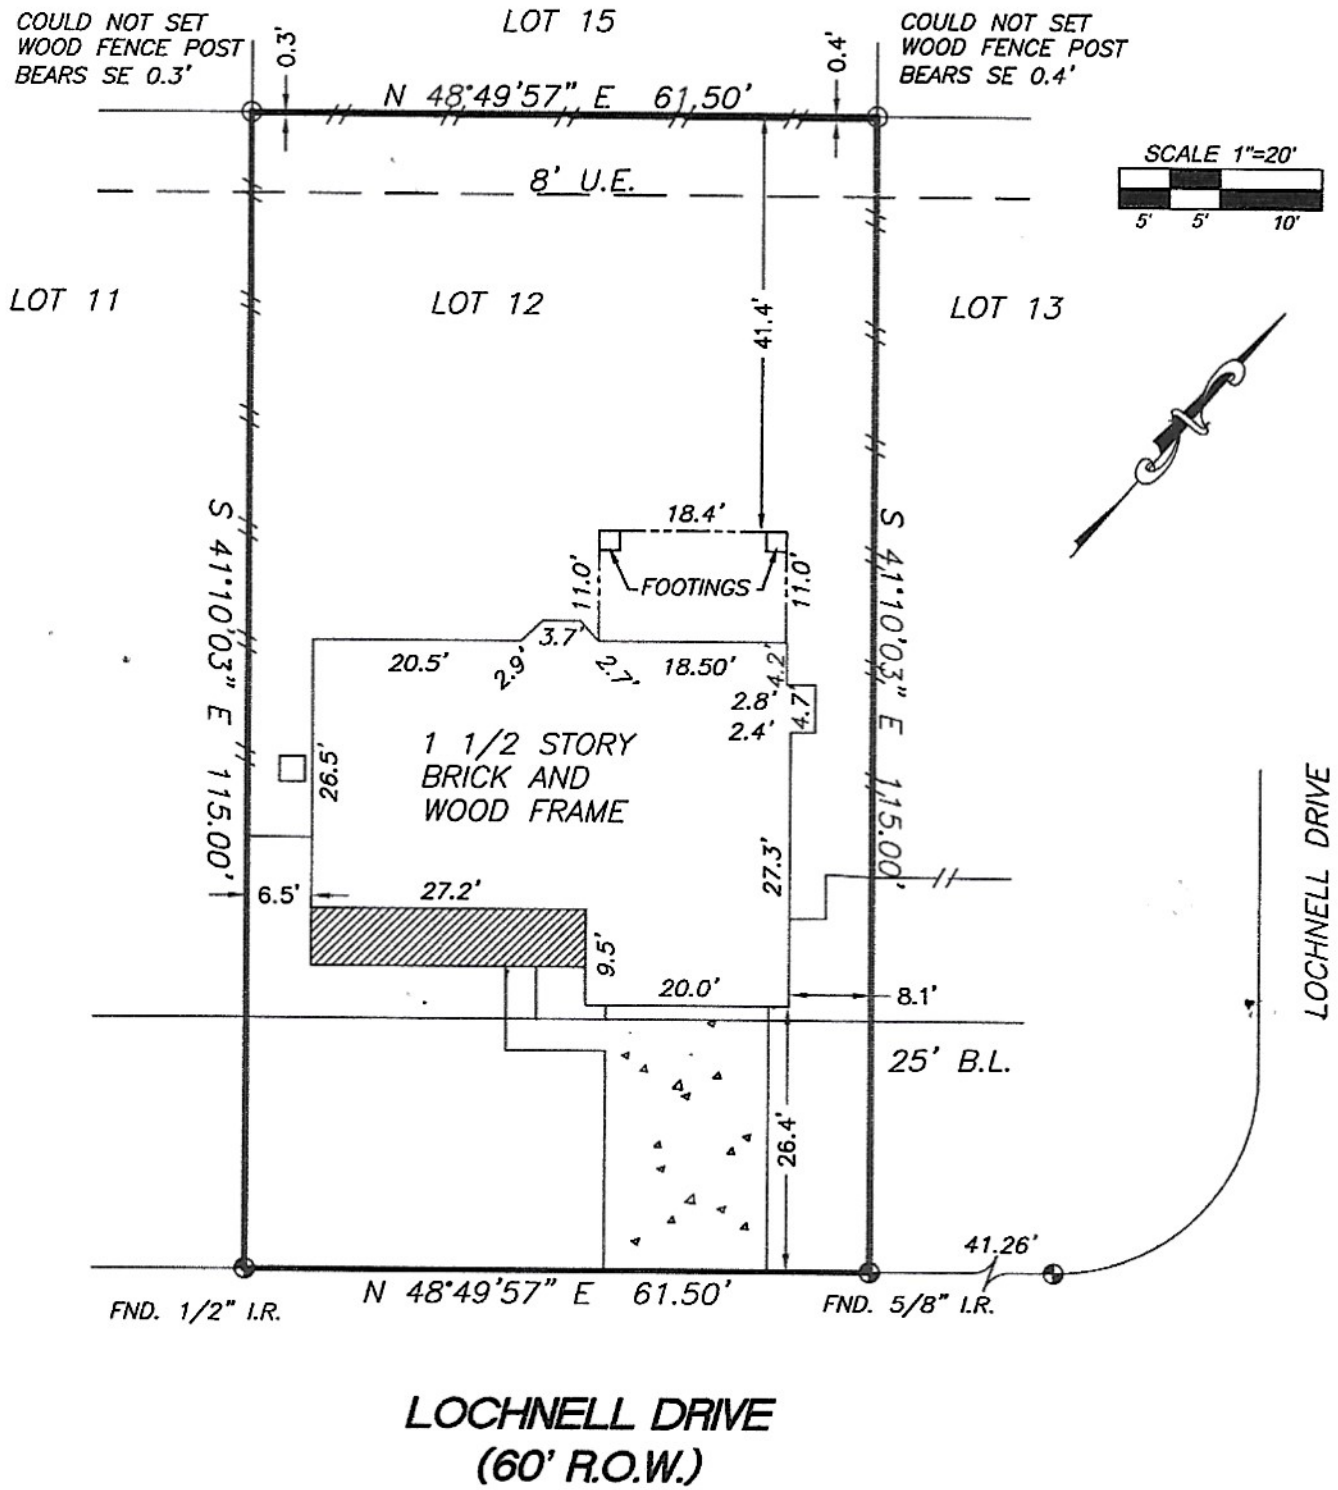 COULD NOT SET
WOOD FENCE POST
BEARS SE 0.3'
0.3'
LOT 15
0.4'
COULD NOT SET
WOOD FENCE POST
BEARS SE 0.4'
N 48°49'57" E 61.50'
SCALE 1"=20'
5' 5' 10'
8' U.E.
LOT 11
LOT 12
LOT 13
41.4'
S 41°10'03" E 115.00'
S 41°10'03" E 115.00'
18.4'
11.0'
FOOTINGS
11.0'
3.7'
20.5'
2.9'
2.7'
18.50'
4.2'
2.8'
4.7'
2.4'
1 1/2 STORY
BRICK AND
WOOD FRAME
26.5'
27.3'
6.5'
27.2'
9.5'
20.0'
8.1'
25' B.L.
26.4'
LOCHNELL DRIVE
41.26'
N 48°49'57" E 61.50'
FND. 1/2" I.R.
FND. 5/8" I.R.
LOCHNELL DRIVE
(60' R.O.W.)